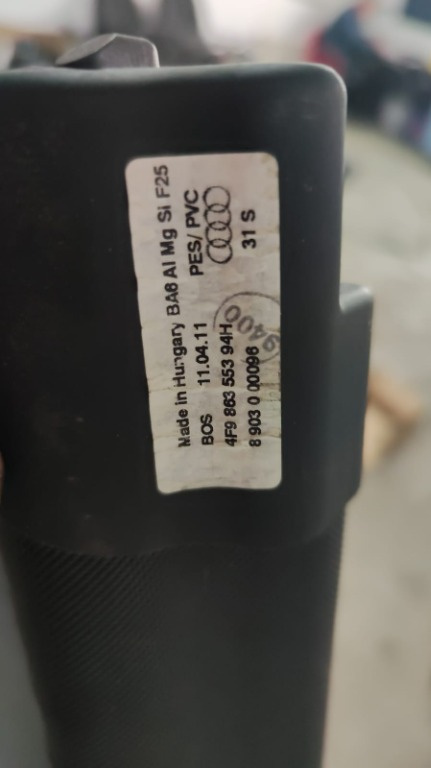 Made in Hungary BA6 Al Mg Si F25
BOS 11.04.11 PES/ PVC
4F9 863 553 94H
8 903 0 00096 31 S
9400